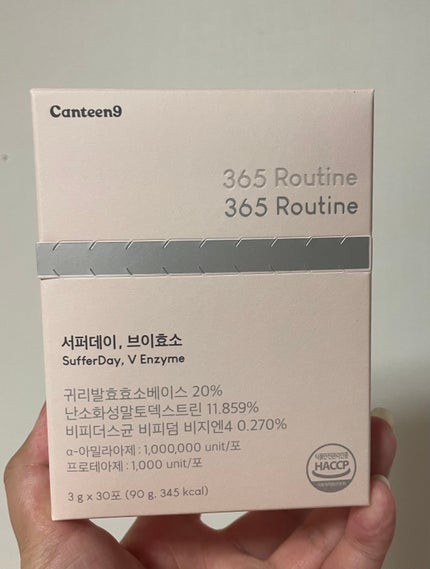 Canteen9
365 Routine
365 Routine
서퍼데이, 브이효소
SufferDay, V Enzyme
귀리발효효소베이스 20%
난소화성말토덱스트린 11.859%
비피더스균 비피덤 비지엔4 0.270%
α-아밀라아제 : 1,000,000 unit/포
프로테아제 : 1,000 unit/포
3 g x 30포 (90 g, 345 kcal)
HACCP